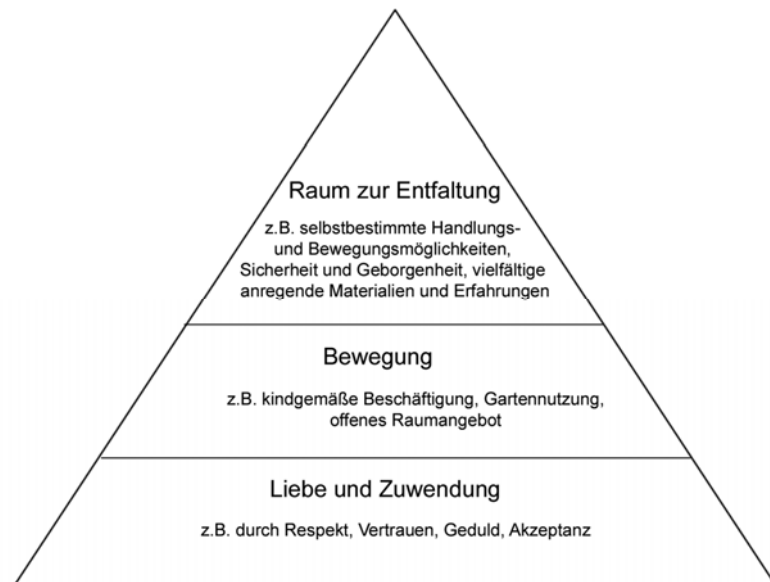 Raum zur Entfaltung
z.B. selbstbestimmte Handlungs-
und Bewegungsmöglichkeiten,
Sicherheit und Geborgenheit, vielfältige
anregende Materialien und Erfahrungen
Bewegung
z.B. kindgemäße Beschäftigung, Gartennutzung,
offenes Raumangebot
Liebe und Zuwendung
z.B. durch Respekt, Vertrauen, Geduld, Akzeptanz